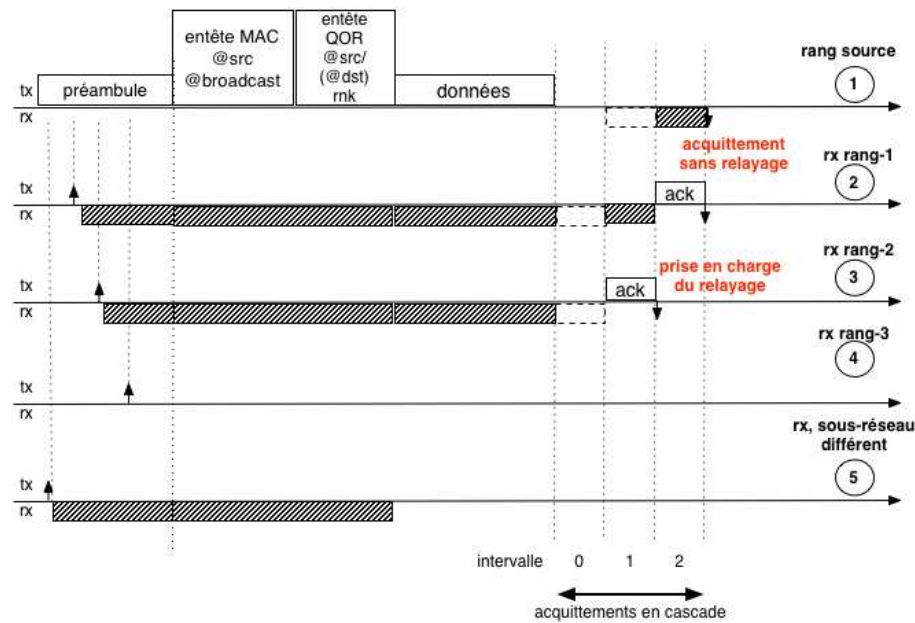 entête MAC
@src
@broadcast
entête
QOR
@src/
(@dst)
rnk
rang source
1
tx
préambule
données
rx
acquittement
sans relayage
rx rang-1
2
tx
ack
rx
prise en charge
du relayage
rx rang-2
3
tx
ack
rx
rx rang-3
4
tx
rx
rx, sous-réseau
différent
5
tx
rx
intervalle 0 1 2
acquittements en cascade